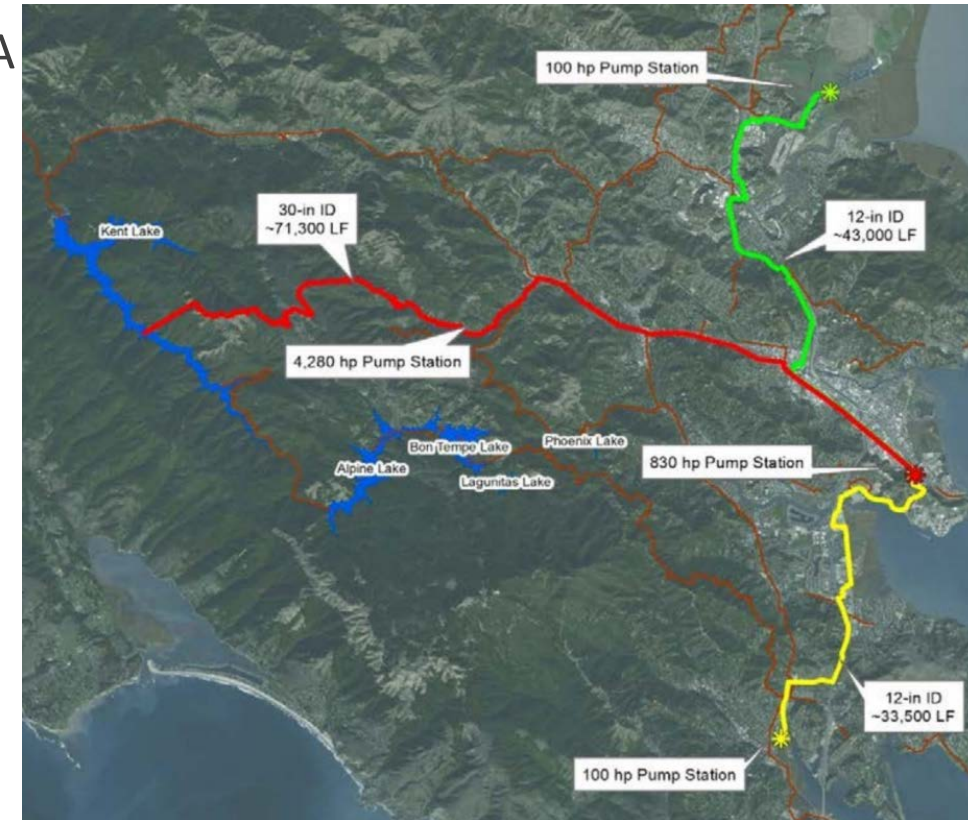 A
100 hp Pump Station
30-in ID
~71,300 LF
12-in ID
~43,000 LF
Kent Lake
4,280 hp Pump Station
Phoenix Lake
Bon Tempe Lake
830 hp Pump Station
Alpine Lake
Lagunitas Lake
12-in ID
~33,500 LF
100 hp Pump Station